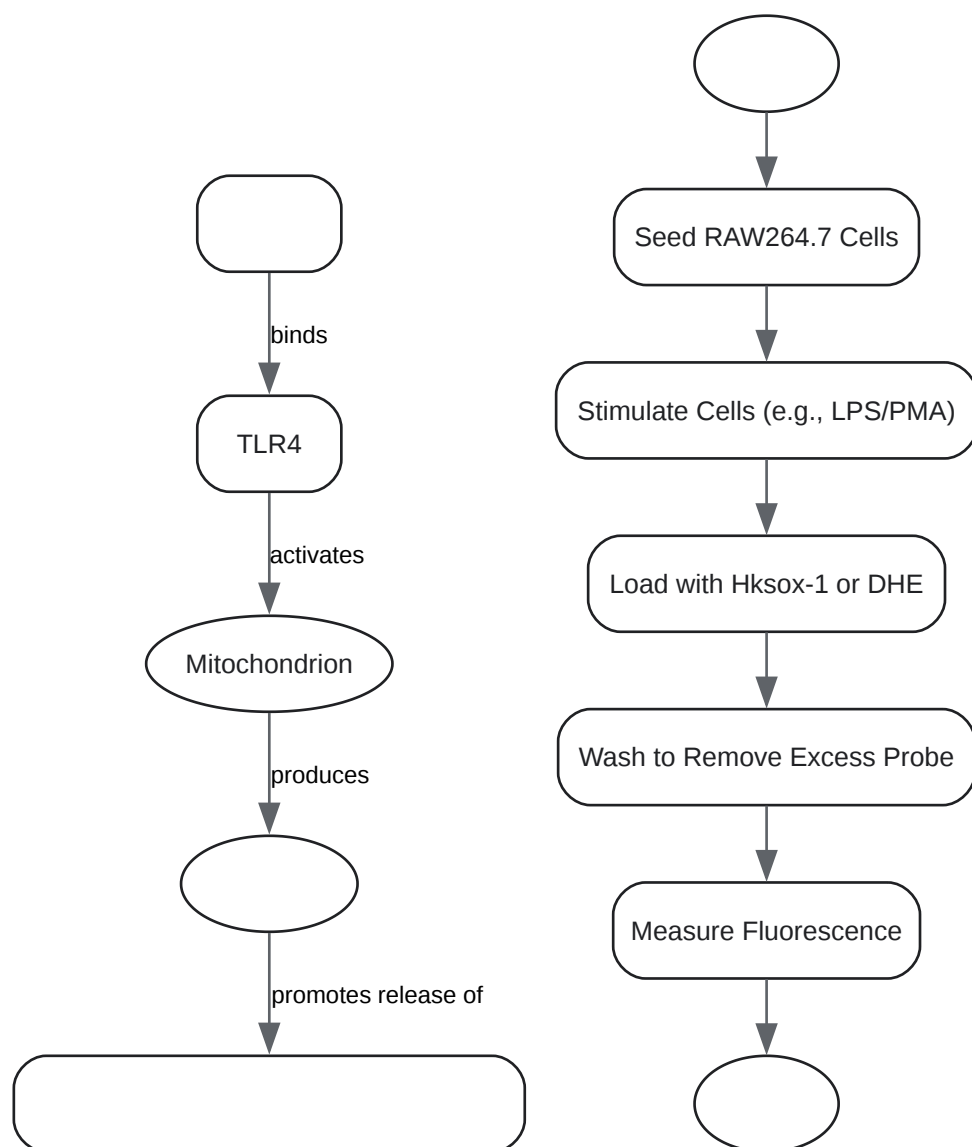 binds
TLR4
activates
Mitochondrion
produces
promotes release of
Seed RAW264.7 Cells
Stimulate Cells (e.g., LPS/PMA)
Load with Hksox-1 or DHE
Wash to Remove Excess Probe
Measure Fluorescence